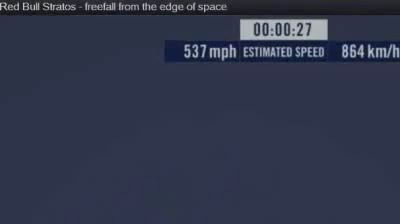 Red Bull Stratos - freefall from the edge of space
00:00:27
537 mph ESTIMATED SPEED 864 km/h